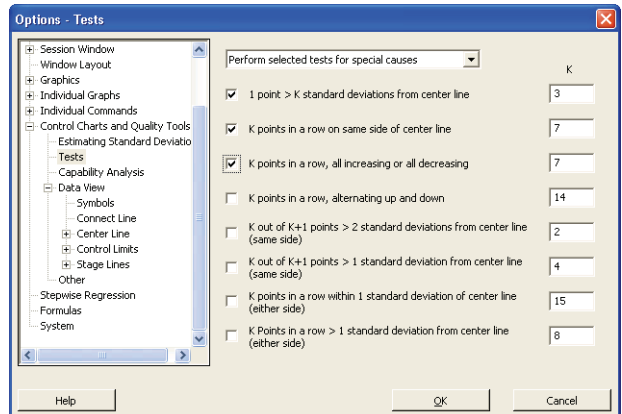 Options - Tests
Session Window
Window Layout
Graphics
Individual Graphs
Individual Commands
Control Charts and Quality Tools
Estimating Standard Deviatio
Tests
Capability Analysis
Data View
Symbols
Connect Line
Center Line
Control Limits
Stage Lines
Other
Stepwise Regression
Formulas
System
Perform selected tests for special causes
K
1 point > K standard deviations from center line
3
K points in a row on same side of center line
7
K points in a row, all increasing or all decreasing
7
K points in a row, alternating up and down
14
K out of K+1 points > 2 standard deviations from center line
(same side)
2
K out of K+1 points > 1 standard deviation from center line
(same side)
4
K points in a row within 1 standard deviation of center line
(either side)
15
K Points in a row > 1 standard deviation from center line
(either side)
8
Help
OK
Cancel